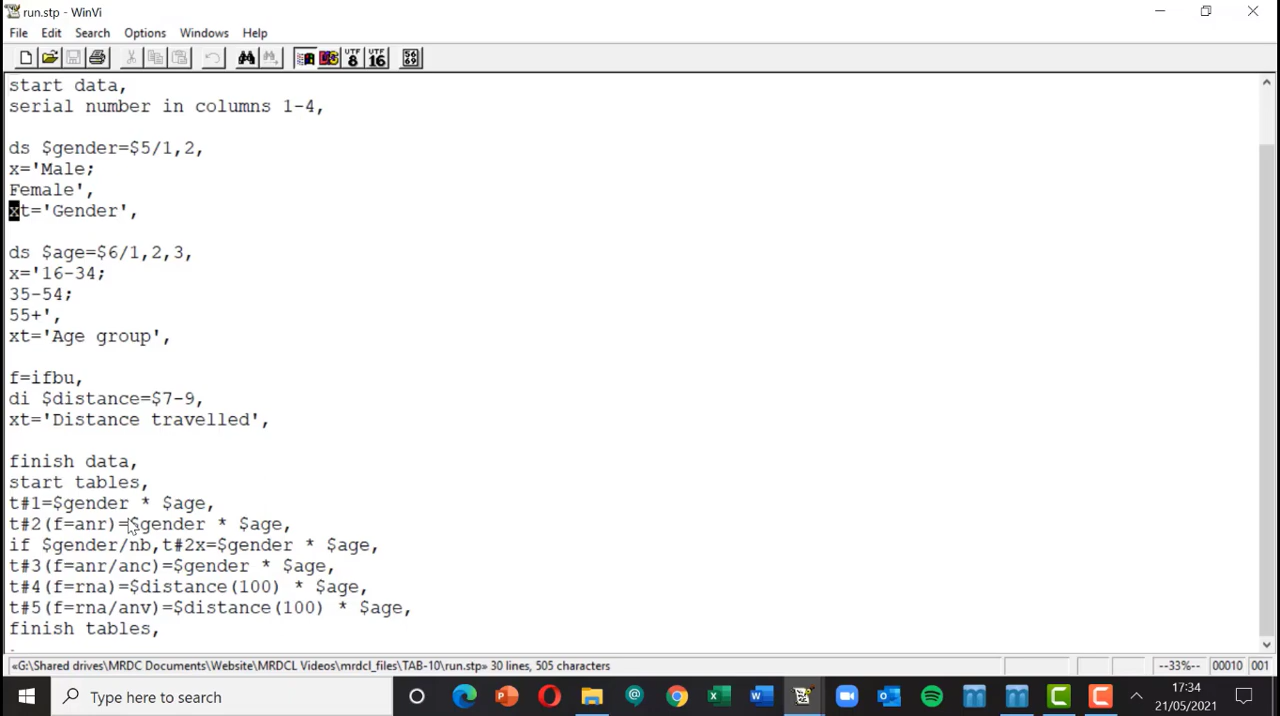 run.stp - WinVi
File Edit Search Options Windows Help
UTF 8 UTF 16
start data,
serial number in columns 1-4,
ds $gender=$5/1,2,
x='Male;
Female',
xt='Gender',
ds $age=$6/1,2,3,
x='16-34;
35-54;
55+',
xt='Age group',
f=ifbu,
di $distance=$7-9,
xt='Distance travelled',
finish data,
start tables,
t#1=$gender * $age,
t#2(f=anr)=$gender * $age,
if $gender/nb,t#2x=$gender * $age,
t#3(f=anr/anc)=$gender * $age,
t#4(f=rna)=$distance(100) * $age,
t#5(f=rna/anv)=$distance(100) * $age,
finish tables,
«G:\Shared drives\MRDC Documents\Website\MRDCL Videos\mrdcl_files\TAB-10\run.stp» 30 lines, 505 characters
--33%-- 00010 001
Type here to search
17:34
21/05/2021